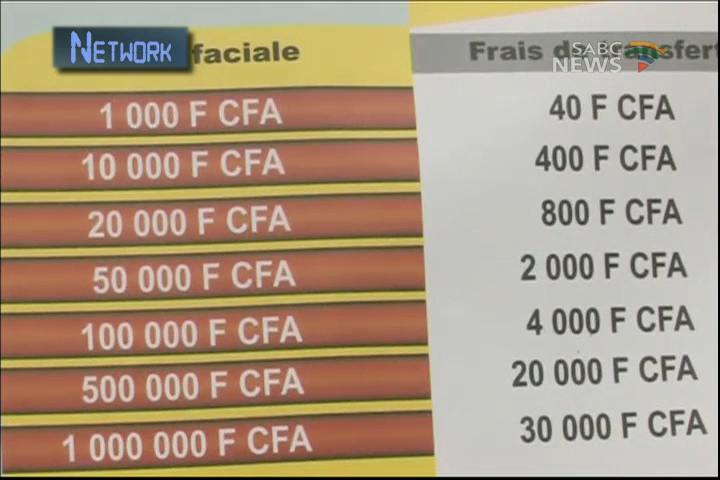 NETWORK
faciale
Frais de transfert
SABC
NEWS
1 000 F CFA 40 F CFA
10 000 F CFA 400 F CFA
20 000 F CFA 800 F CFA
50 000 F CFA 2 000 F CFA
100 000 F CFA 4 000 F CFA
500 000 F CFA 20 000 F CFA
1 000 000 F CFA 30 000 F CFA